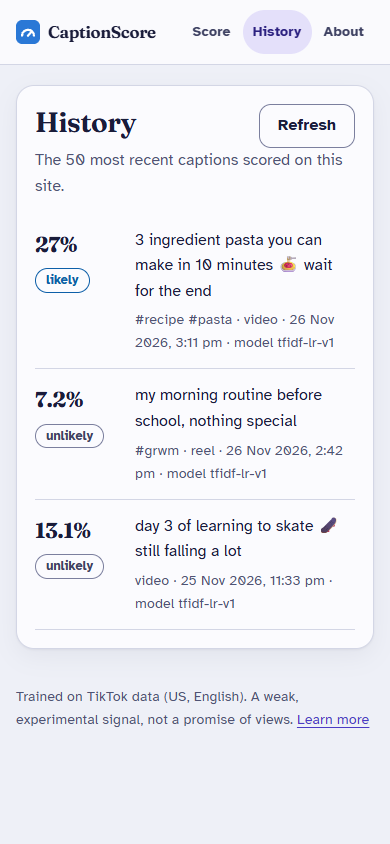 CaptionScore
Score
History
About
History
Refresh
The 50 most recent captions scored on this
site.
27%
likely
3 ingredient pasta you can
make in 10 minutes 🍝 wait
for the end
#recipe #pasta · video · 26 Nov
2026, 3:11 pm · model tfidf-lr-v1
7.2%
unlikely
my morning routine before
school, nothing special
#grwm · reel · 26 Nov 2026, 2:42
pm · model tfidf-lr-v1
13.1%
unlikely
day 3 of learning to skate 🛹
still falling a lot
video · 25 Nov 2026, 11:33 pm ·
model tfidf-lr-v1
Trained on TikTok data (US, English). A weak,
experimental signal, not a promise of views. Learn more